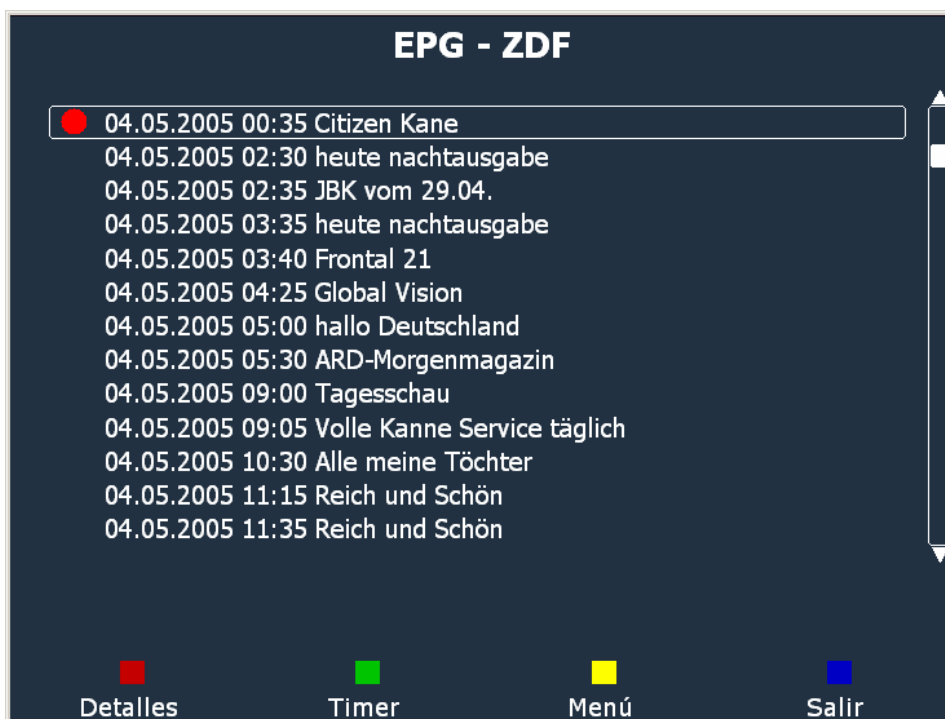 EPG - ZDF
04.05.2005 00:35 Citizen Kane
04.05.2005 02:30 heute nachtausgabe
04.05.2005 02:35 JBK vom 29.04.
04.05.2005 03:35 heute nachtausgabe
04.05.2005 03:40 Frontal 21
04.05.2005 04:25 Global Vision
04.05.2005 05:00 hallo Deutschland
04.05.2005 05:30 ARD-Morgenmagazin
04.05.2005 09:00 Tagesschau
04.05.2005 09:05 Volle Kanne Service täglich
04.05.2005 10:30 Alle meine Töchter
04.05.2005 11:15 Reich und Schön
04.05.2005 11:35 Reich und Schön
Detalles Timer Menú Salir